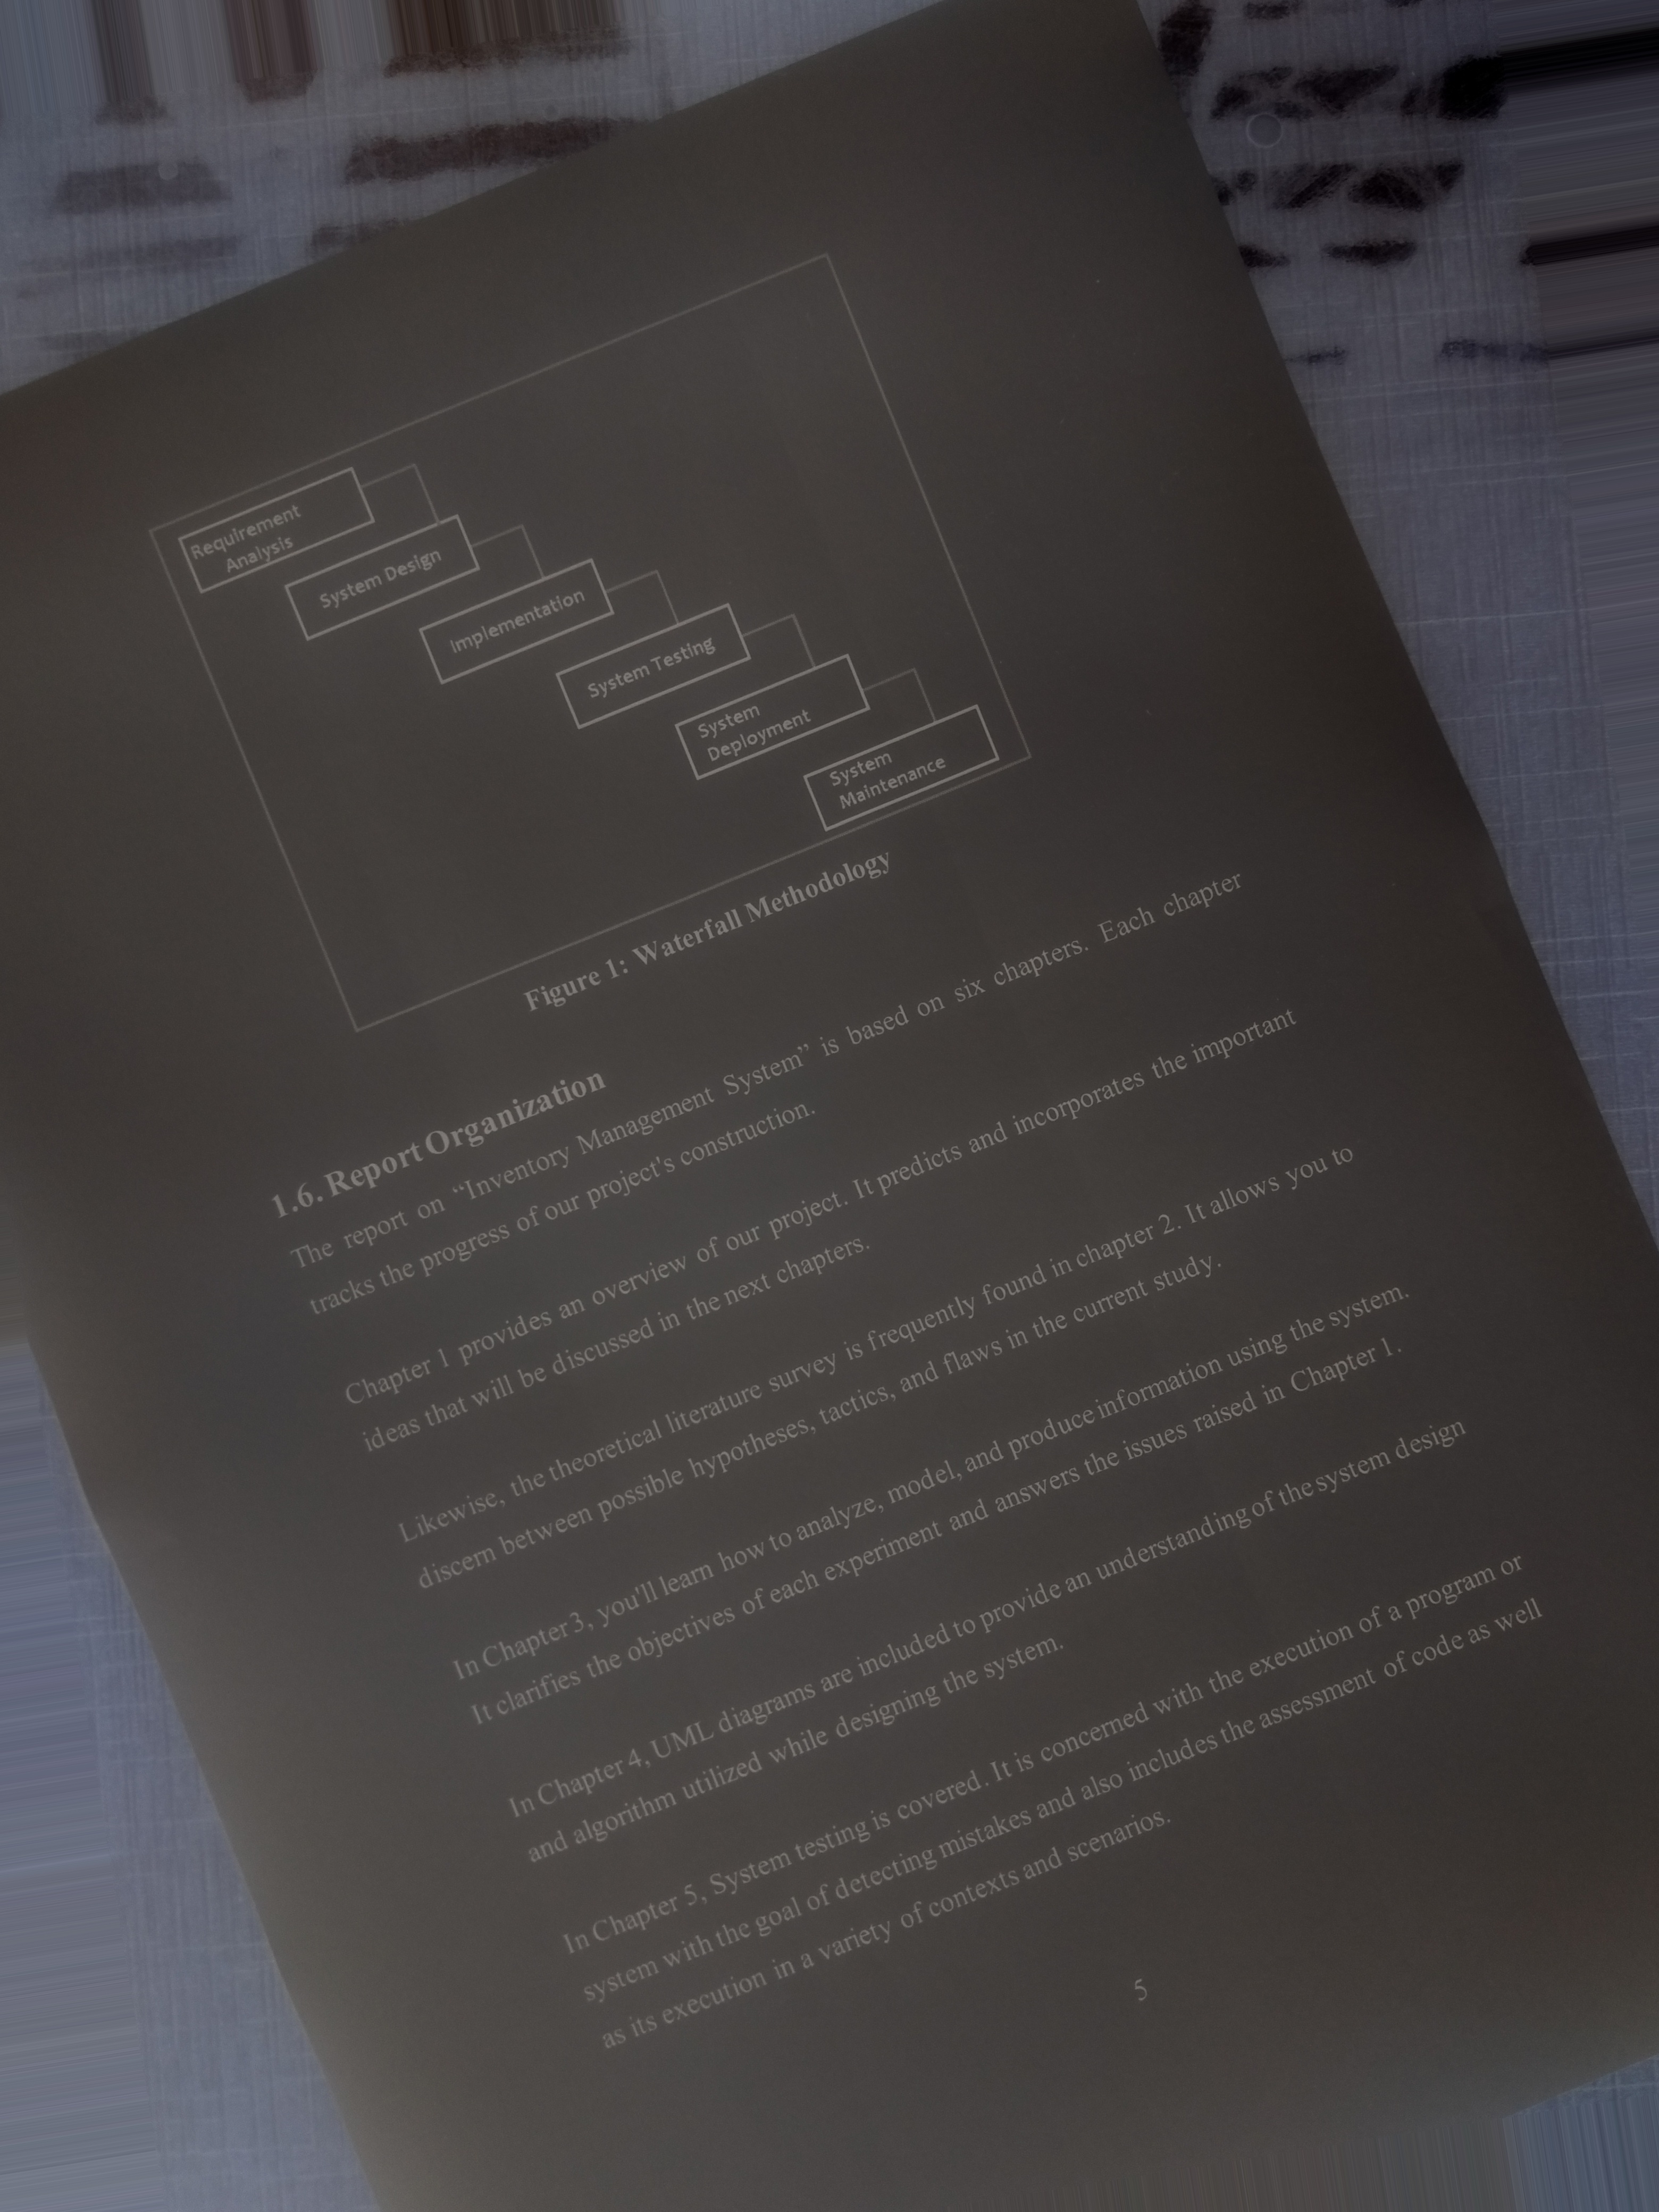 Requirement
Analysis
System Design
Implementation
System Testing
System
Deployment
System
Maintenance
Figure 1: Waterfall Methodology
1.6. Report Organization
The report on “Inventory Management System” is based on six chapters. Each chapter
tracks the progress of our project's construction.
Chapter 1 provides an overview of our project. It predicts and incorporates the important
ideas that will be discussed in the next chapters.
Likewise, the theoretical literature survey is frequently found in chapter 2. It allows you to
discern between possible hypotheses, tactics, and flaws in the current study.
In Chapter 3, you'll learn how to analyze, model, and produce information using the system.
It clarifies the objectives of each experiment and answers the issues raised in Chapter 1.
In Chapter 4, UML diagrams are included to provide an understanding of the system design
and algorithm utilized while designing the system.
In Chapter 5, System testing is covered. It is concerned with the execution of a program or
system with the goal of detecting mistakes and also includes the assessment of code as well
as its execution in a variety of contexts and scenarios.
5